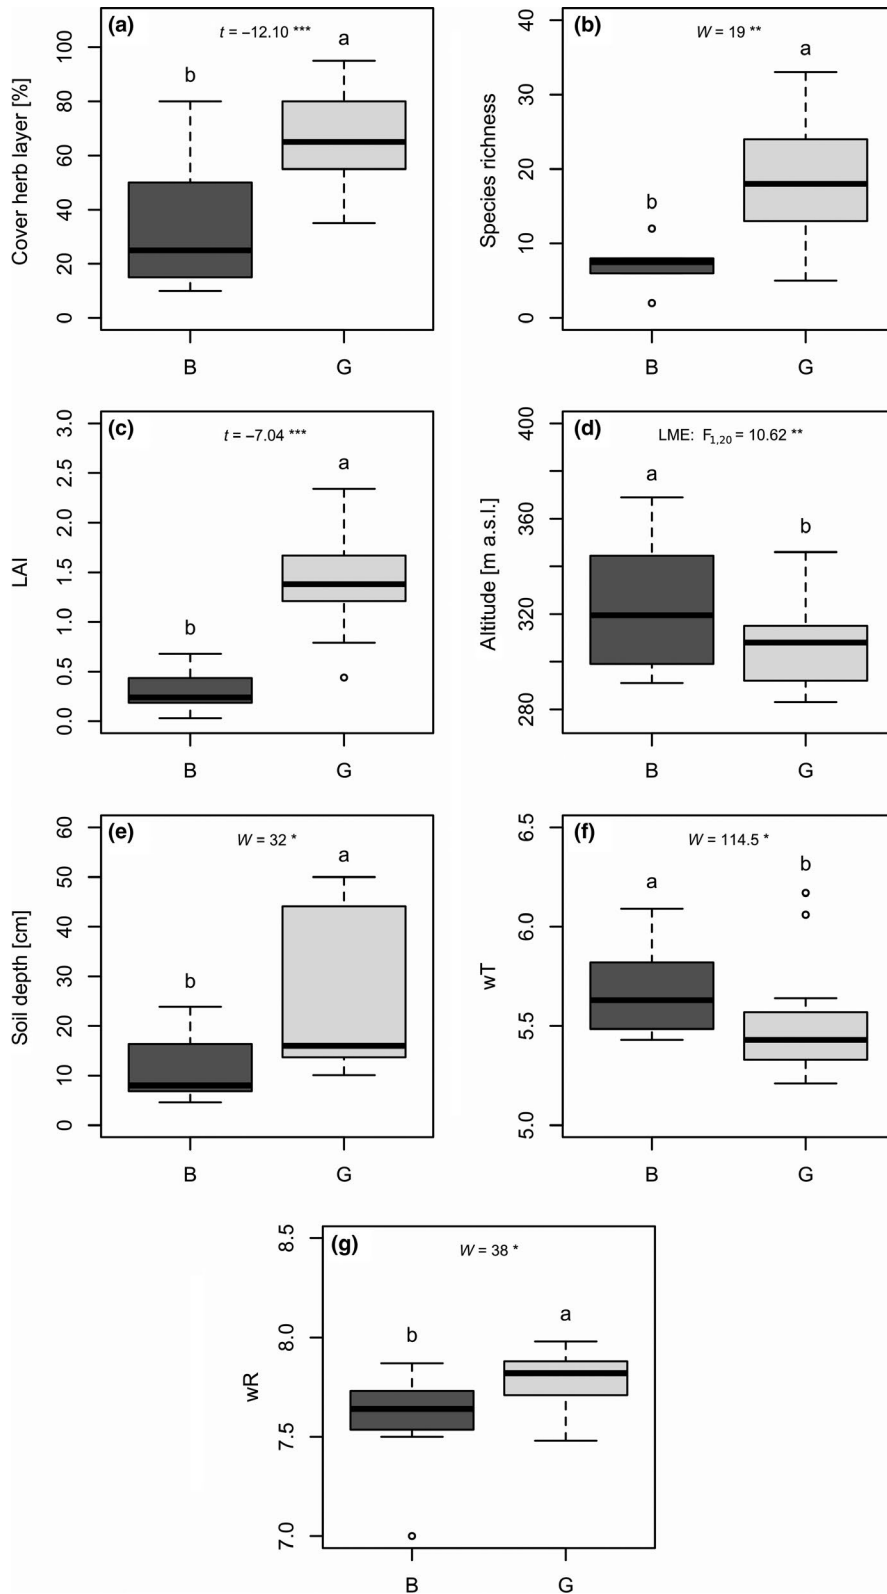 (a)
t = −12.10 ***
Cover herb layer [%]
100
80
60
40
20
0
b
a
B
G
(b)
W = 19 **
Species richness
40
30
20
10
0
b
a
B
G
(c)
t = −7.04 ***
LAI
3.0
2.5
2.0
1.5
1.0
0.5
0.0
b
a
B
G
(d)
LME: F1,20 = 10.62 **
Altitude [m a.s.l.]
400
360
320
280
a
b
B
G
(e)
W = 32 *
Soil depth [cm]
60
50
40
30
20
10
0
b
a
B
G
(f)
W = 114.5 *
wT
6.5
6.0
5.5
5.0
a
b
B
G
(g)
W = 38 *
wR
8.5
8.0
7.5
7.0
b
a
B
G